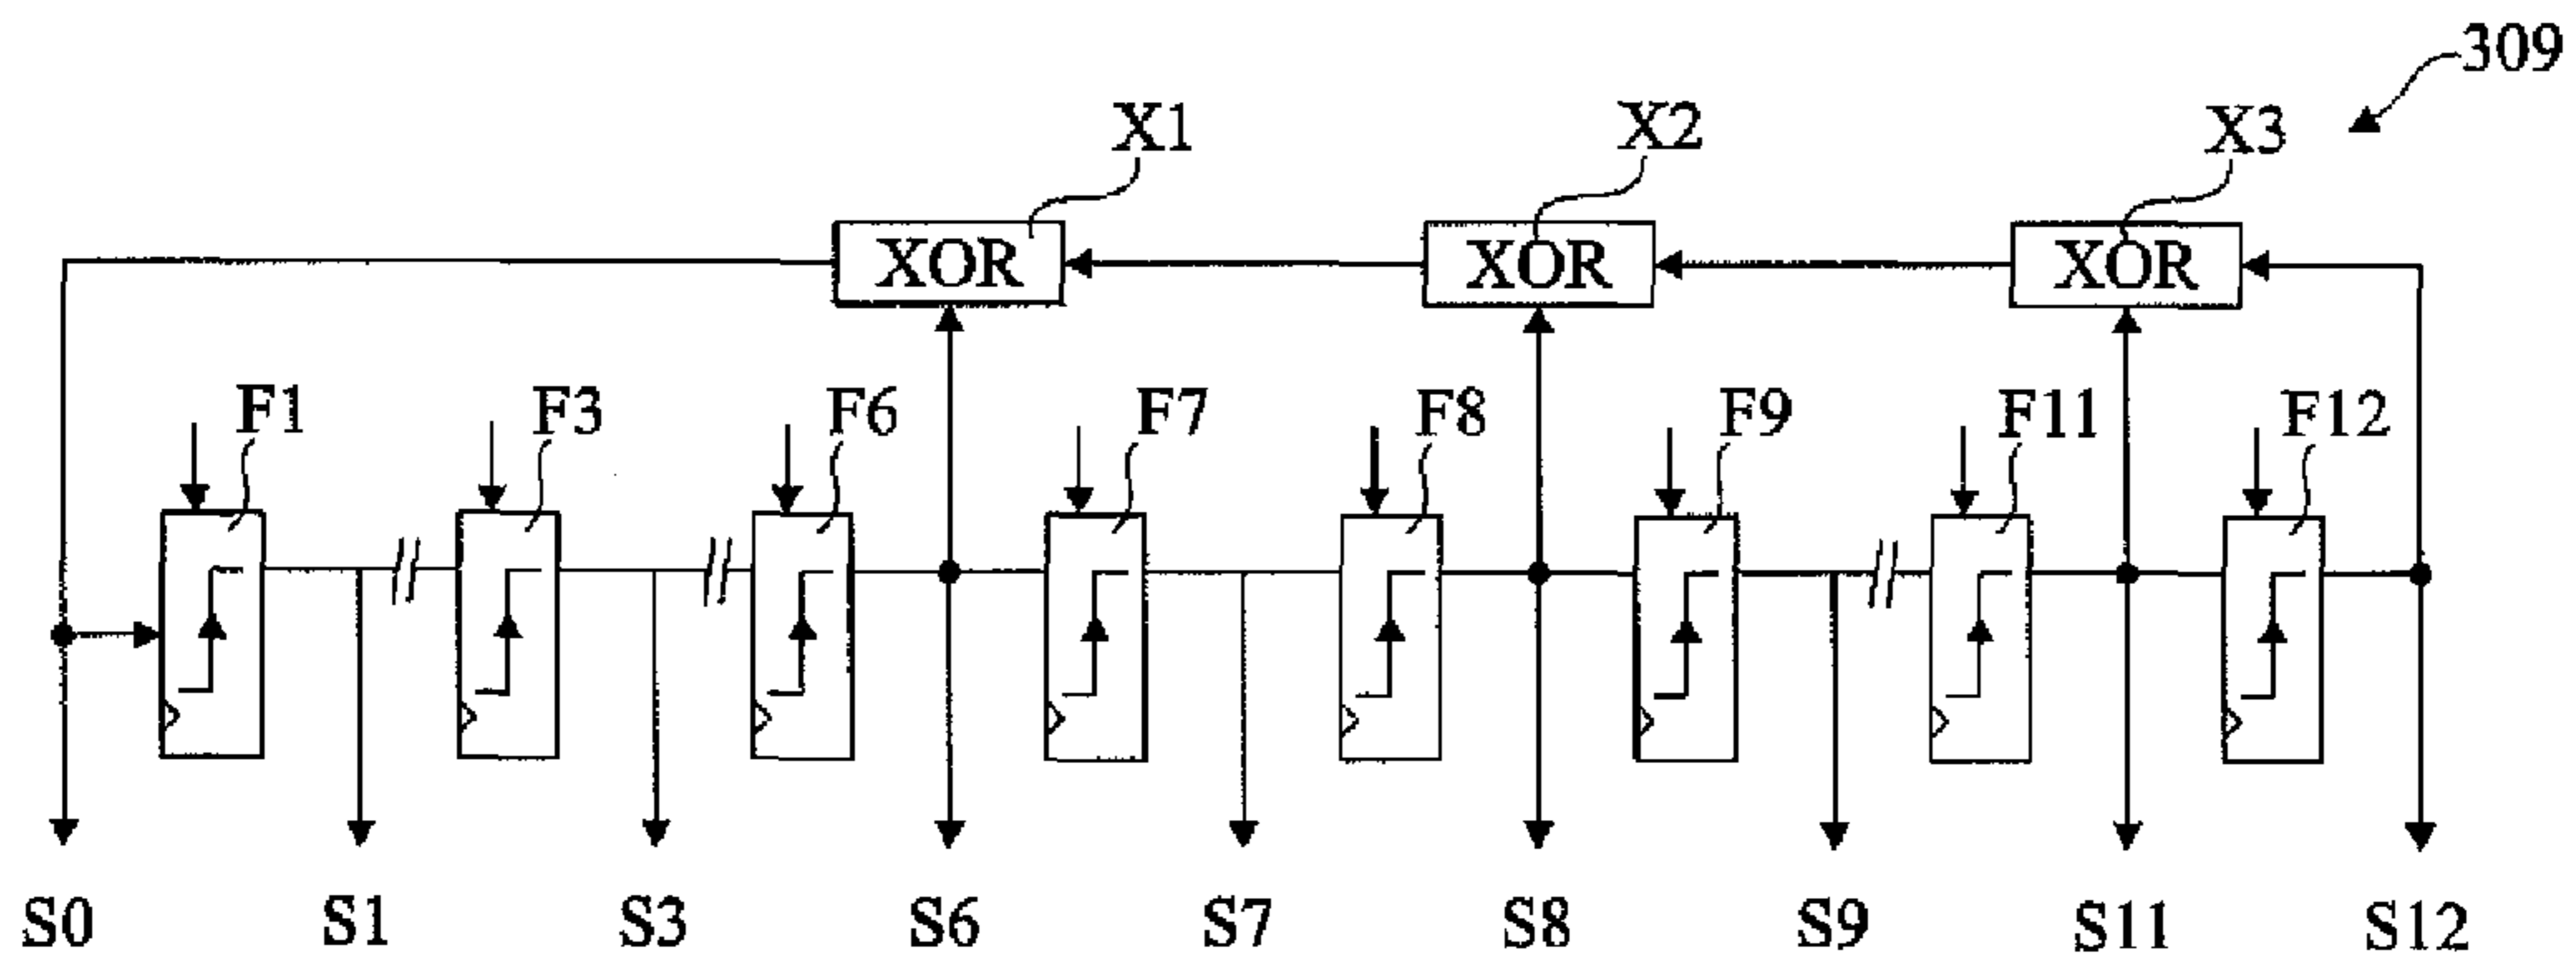 309
X1 X2 X3
XOR XOR XOR
F1 F3 F6 F7 F8 F9 F11 F12
S0 S1 S3 S6 S7 S8 S9 S11 S12